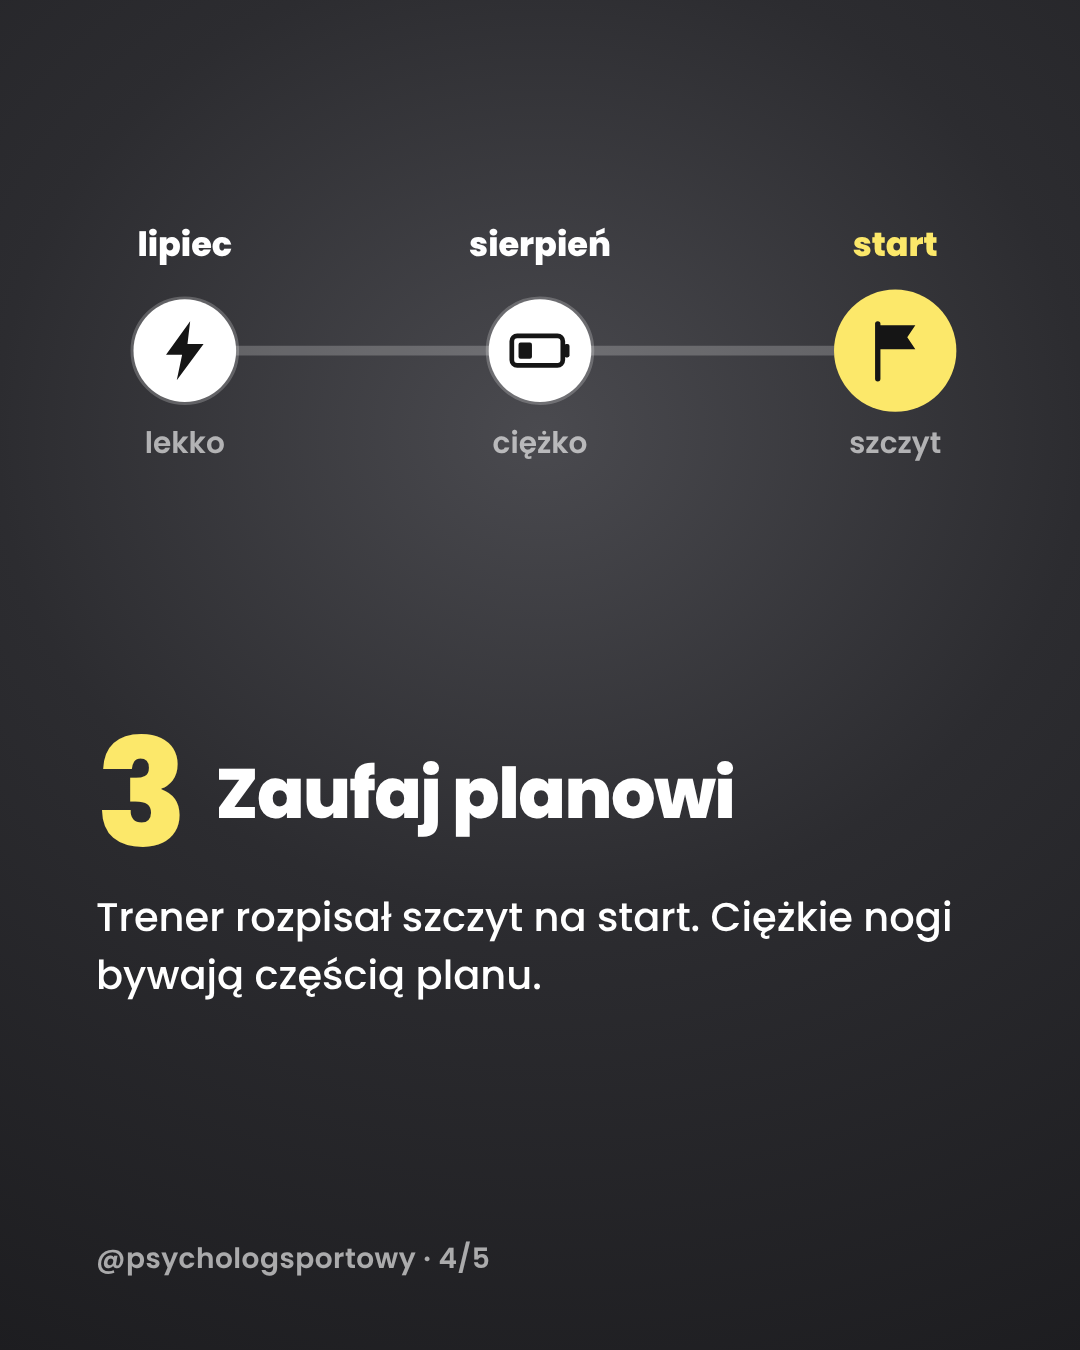 lipiec
sierpień
start
lekko
ciężko
szczyt
3 Zaufaj planowi
Trener rozpisał szczyt na start. Ciężkie nogi
bywają częścią planu.
@psychologsportowy · 4/5